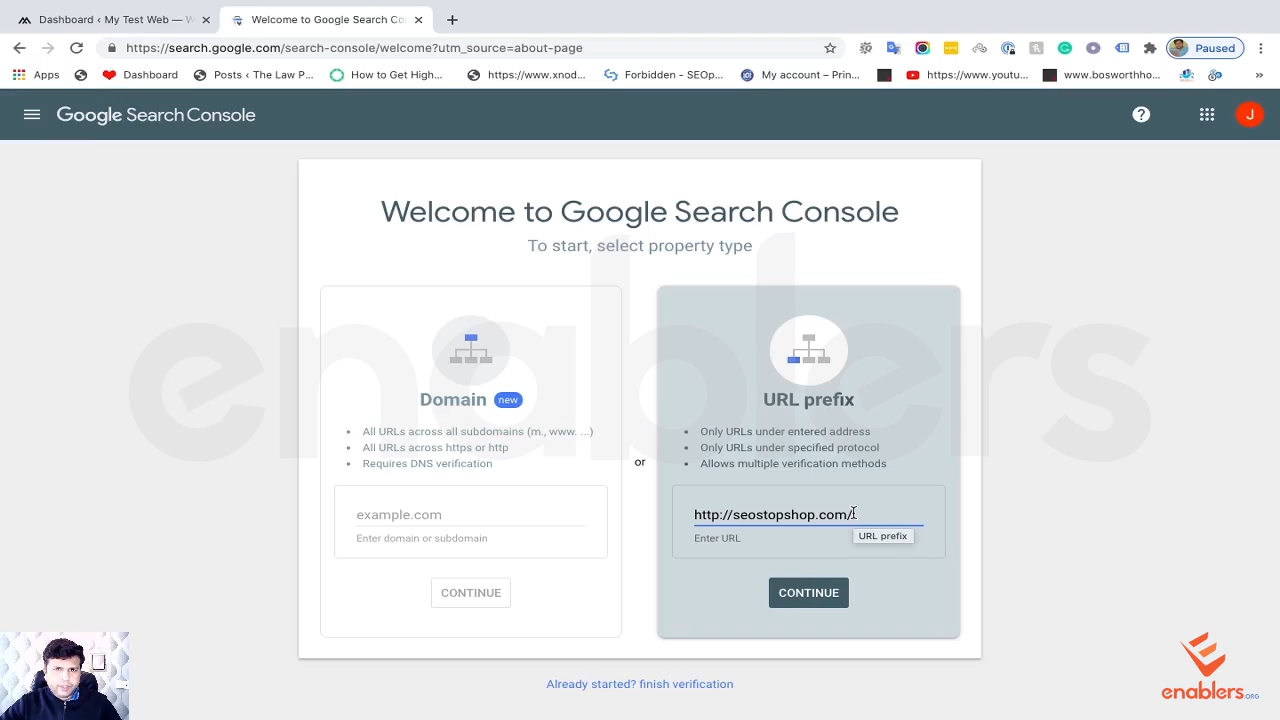 Dashboard ‹ My Test Web — W
Welcome to Google Search Co
https://search.google.com/search-console/welcome?utm_source=about-page
Paused
Apps
Dashboard
Posts ‹ The Law P...
How to Get High...
https://www.xnod...
Forbidden - SEOp...
My account – Prin...
https://www.youtu...
www.bosworthho...
»
Google Search Console
J
Welcome to Google Search Console
To start, select property type
enablers
Domain new
All URLs across all subdomains (m., www. ...)
All URLs across https or http
Requires DNS verification
example.com
Enter domain or subdomain
CONTINUE
or
URL prefix
Only URLs under entered address
Only URLs under specified protocol
Allows multiple verification methods
http://seostopshop.com/
Enter URL
URL prefix
CONTINUE
Already started? finish verification
enablers.ORG